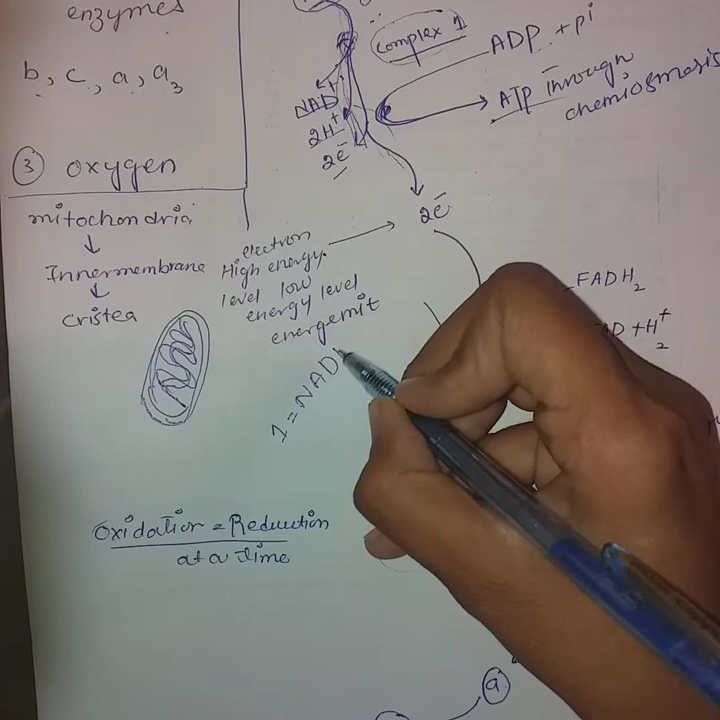 enzymes
b, c, a, a₃
③ oxygen
mitochondria
↓
Innermembrane
↓
Cristea
Complex 1
ADP + pi
ATP through
chemiosmosis
NAD⁺
2H⁺
2e⁻
2e⁻
electron
High energy
level low
energy level
energemit
FADH₂
+ H₂⁺
1 = NAD
Oxidation = Reduction
at a time
a